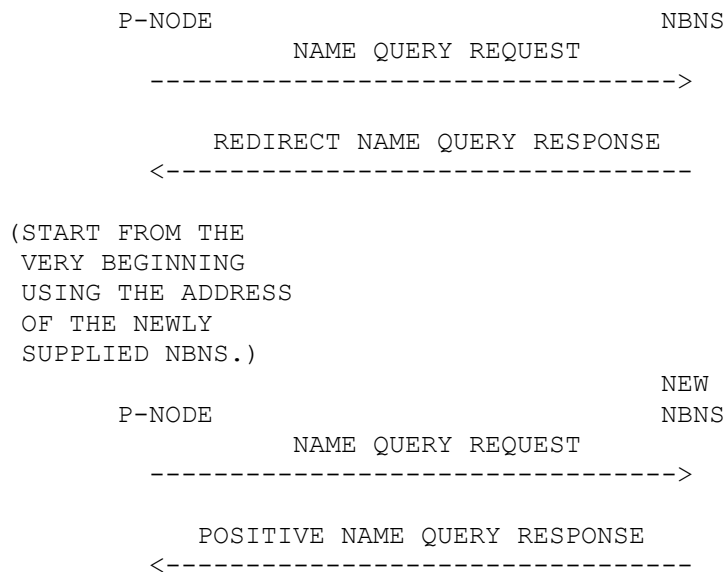 P-NODE NBNS
NAME QUERY REQUEST
--------------------------------->
REDIRECT NAME QUERY RESPONSE
<---------------------------------
(START FROM THE
VERY BEGINNING
USING THE ADDRESS
OF THE NEWLY
SUPPLIED NBNS.)
NEW
P-NODE NBNS
NAME QUERY REQUEST
--------------------------------->
POSITIVE NAME QUERY RESPONSE
<---------------------------------